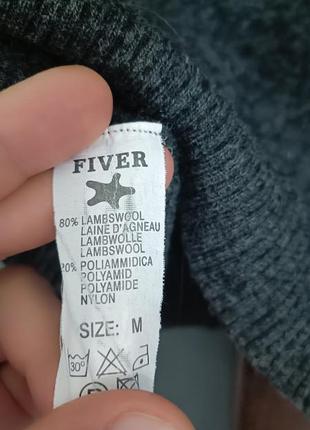 FIVER
80% LAMBSWOOL
LAINE D'AGNEAU
LAMBWOLLE
LAMBSWOOL
20% POLIAMMIDICA
POLYAMID
POLYAMIDE
NYLON
SIZE: M
30°
P